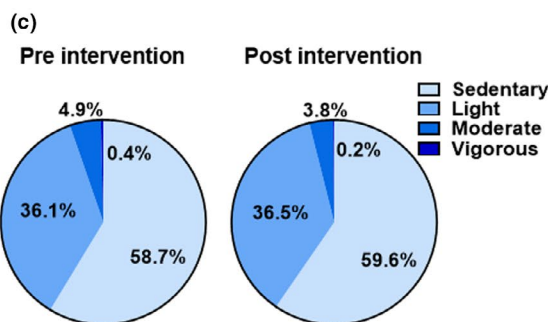 (c)
Pre intervention
4.9%
0.4%
36.1%
58.7%
Post intervention
3.8%
0.2%
36.5%
59.6%
Sedentary
Light
Moderate
Vigorous